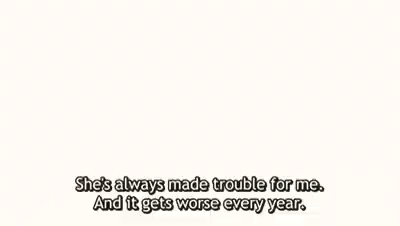 She's always made trouble for me.
And it gets worse every year.